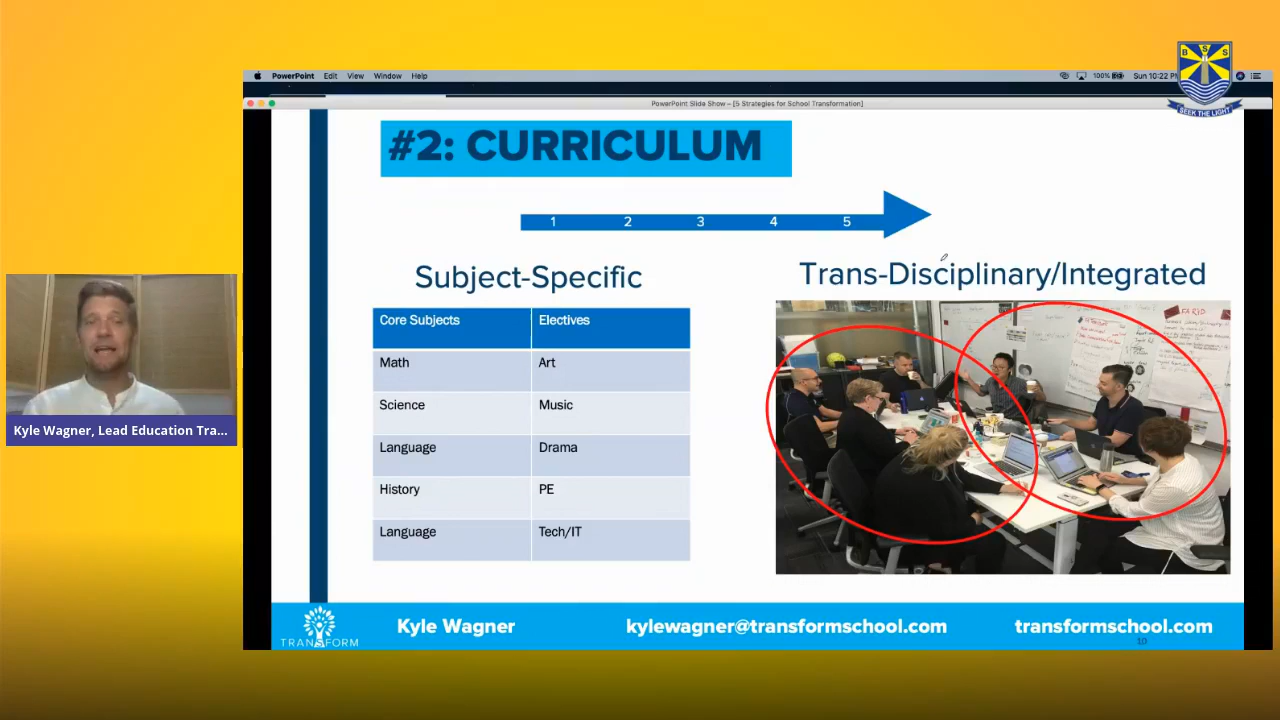 B S S
SEEK THE LIGHT
PowerPoint Edit View Window Help
100% Sun 10:22 P
PowerPoint Slide Show – [5 Strategies for School Transformation]
#2: CURRICULUM
1 2 3 4 5
Subject-Specific
Trans-Disciplinary/Integrated
Core Subjects Electives
Math Art
Science Music
Language Drama
History PE
Language Tech/IT
FARID
Kyle Wagner, Lead Education Tra...
TRANSFORM
Kyle Wagner
kylewagner@transformschool.com
transformschool.com
10